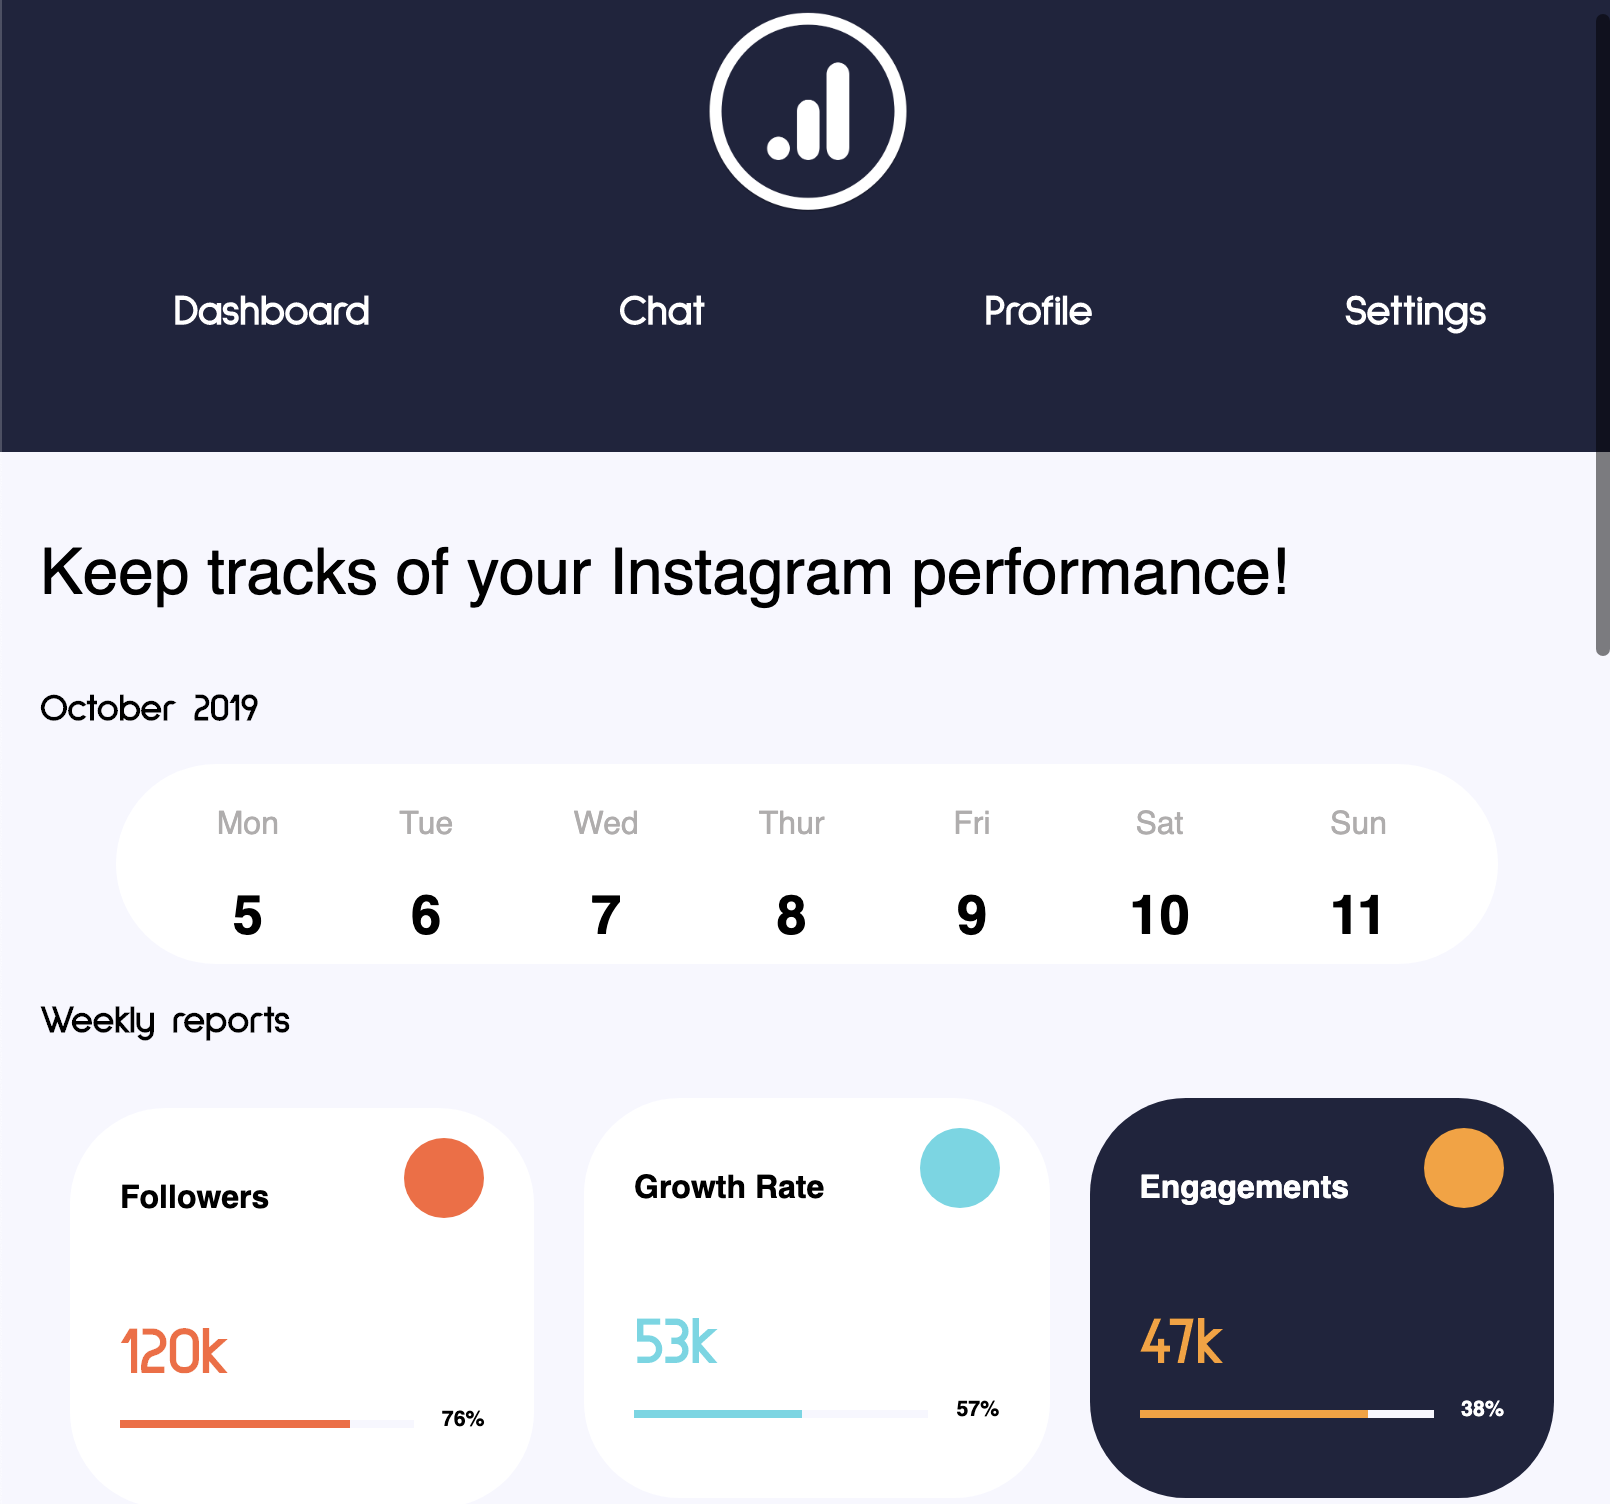 Dashboard Chat Profile Settings
Keep tracks of your Instagram performance!
October 2019
Mon Tue Wed Thur Fri Sat Sun
5 6 7 8 9 10 11
Weekly reports
Followers Growth Rate Engagements
120k 53k 47k
76% 57% 38%